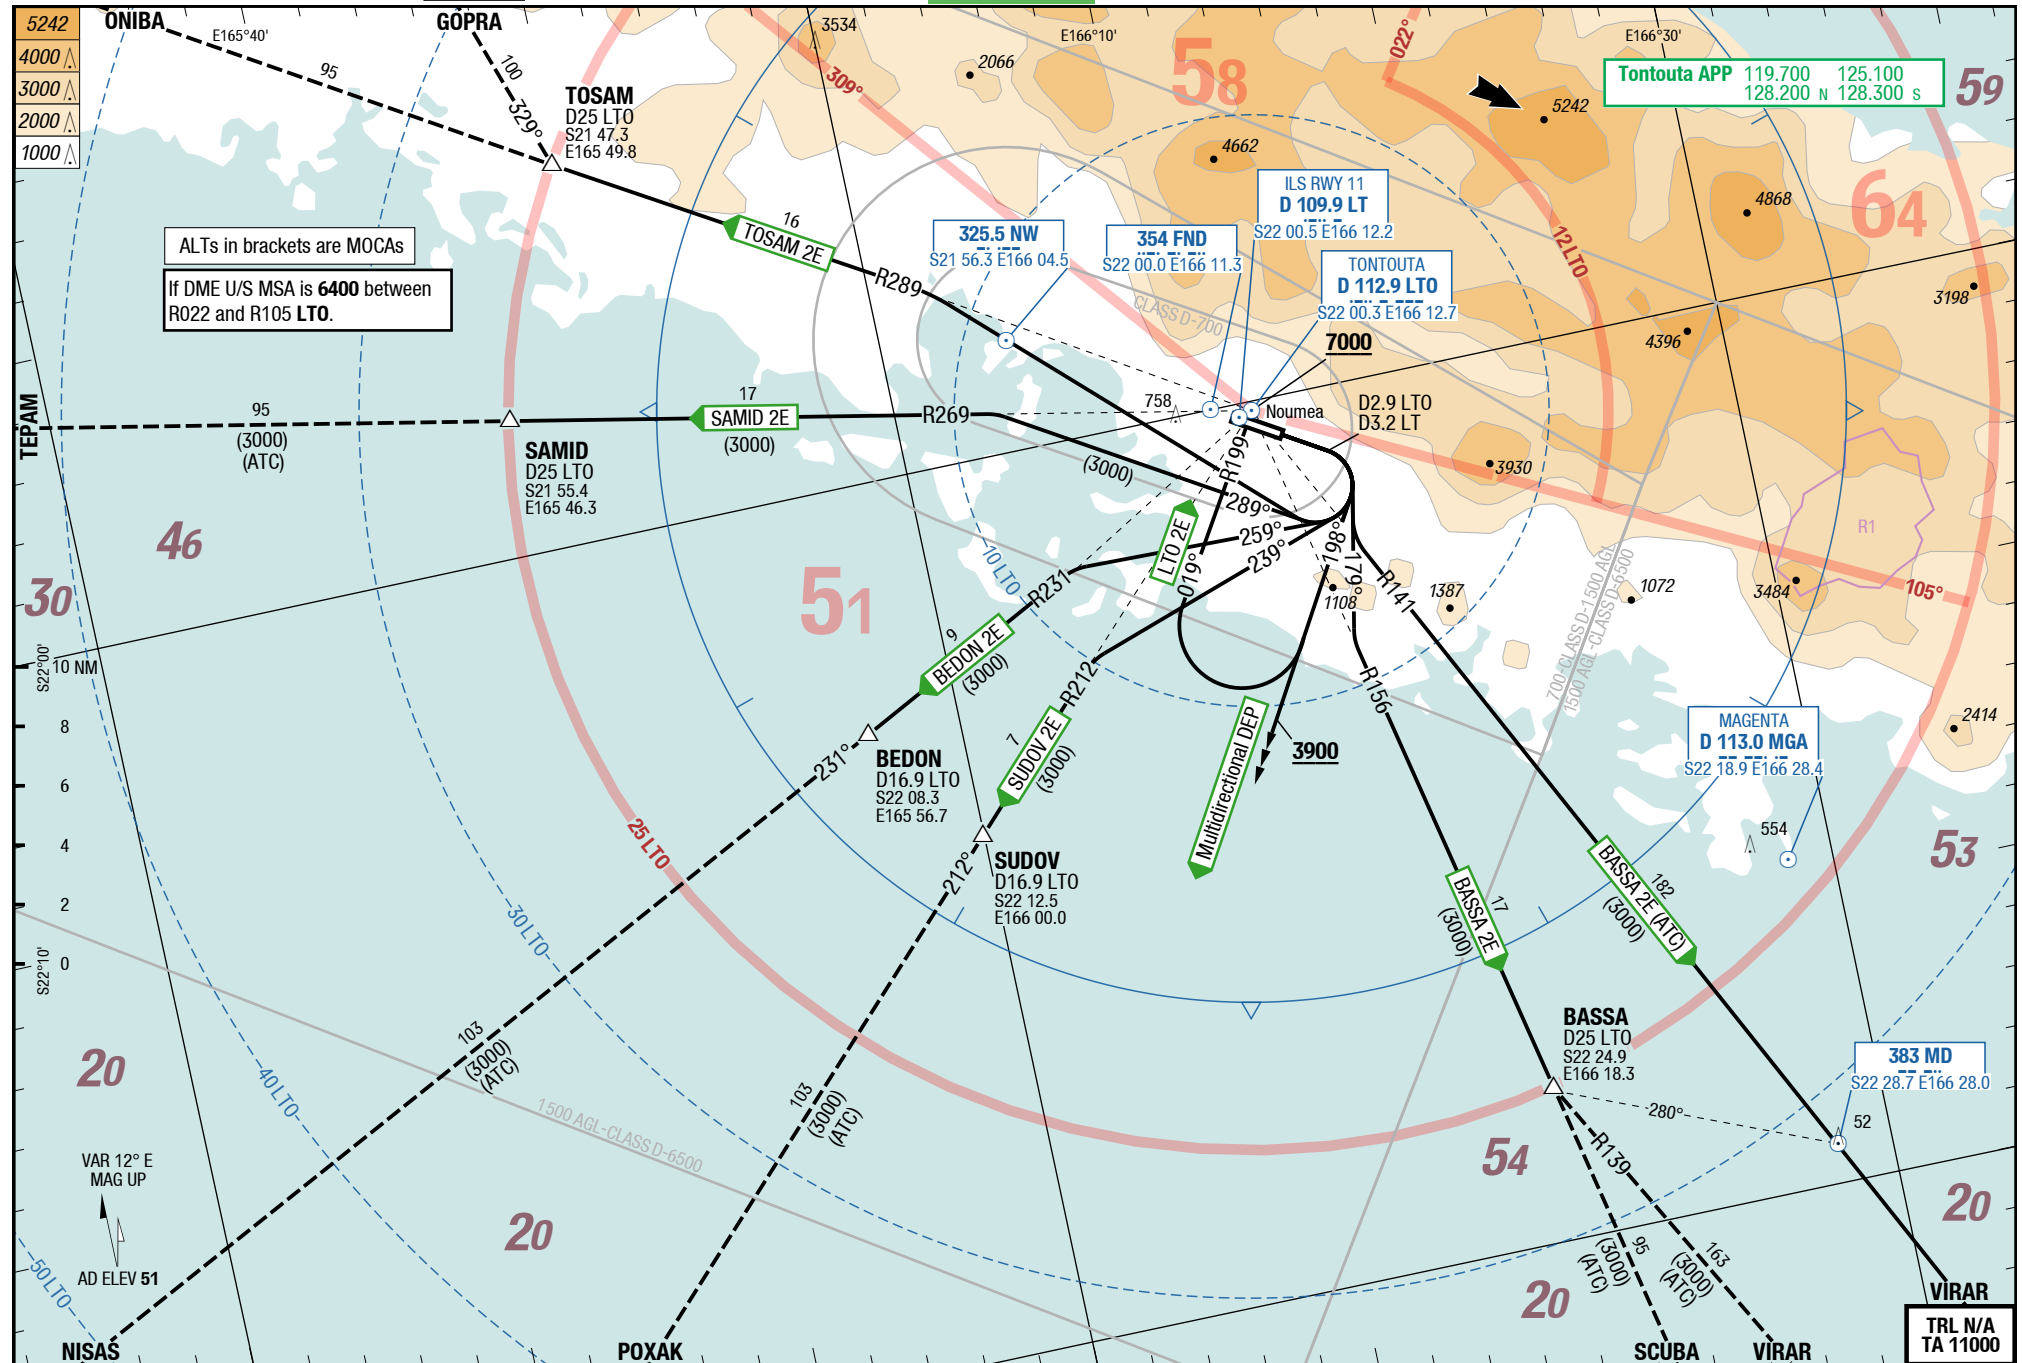 5242
4000
3000
2000
1000
ONIBA
E165°40'
GOPRA
95
100
329°
TOSAM
D25 LTO
S21 47.3
E165 49.8
3534
309°
2066
E166°10'
58
022°
E166°30'
5242
Tontouta APP 119.700 125.100
128.200 N 128.300 S
59
4662
ILS RWY 11
D 109.9 LT
S22 00.5 E166 12.2
4868
64
ALTs in brackets are MOCAs
If DME U/S MSA is 6400 between
R022 and R105 LTO.
16
TOSAM 2E
R289
325.5 NW
S21 56.3 E166 04.5
354 FND
S22 00.0 E166 11.3
TONTOUTA
D 112.9 LTO
S22 00.3 E166 12.7
12 LTO
CLASS D-700
7000
3198
4396
TEPAM
95
(3000)
(ATC)
17
SAMID 2E
(3000)
R269
758
Noumea
D2.9 LTO
D3.2 LT
SAMID
D25 LTO
S21 55.4
E165 46.3
(3000)
R199
3930
R1
46
289°
259°
239°
198°
179°
LTO 2E
019°
10 LTO
30
51
R231
1108
R141
1387
1072
3484
105°
700-CLASS D-1500 AGL
1500 AGL-CLASS D-6500
S22°00'
10 NM
8
6
4
2
0
S22°10'
9
BEDON 2E
(3000)
R212
R156
231°
BEDON
D16.9 LTO
S22 08.3
E165 56.7
7
SUDOV 2E
(3000)
Multidirectional DEP
3900
MAGENTA
D 113.0 MGA
S22 18.9 E166 28.4
2414
554
53
25 LTO
212°
SUDOV
D16.9 LTO
S22 12.5
E166 00.0
17
BASSA 2E
(3000)
182
BASSA 2E (ATC)
(3000)
30 LTO
103
(3000)
(ATC)
20
40 LTO
103
(3000)
(ATC)
1500 AGL-CLASS D-6500
BASSA
D25 LTO
S22 24.9
E166 18.3
383 MD
S22 28.7 E166 28.0
280°
52
R139
54
VAR 12° E
MAG UP
AD ELEV 51
50 LTO
20
20
20
95
(3000)
(ATC)
163
(3000)
(ATC)
VIRAR
TRL N/A
TA 11000
NISAS
POXAK
SCUBA
VIRAR